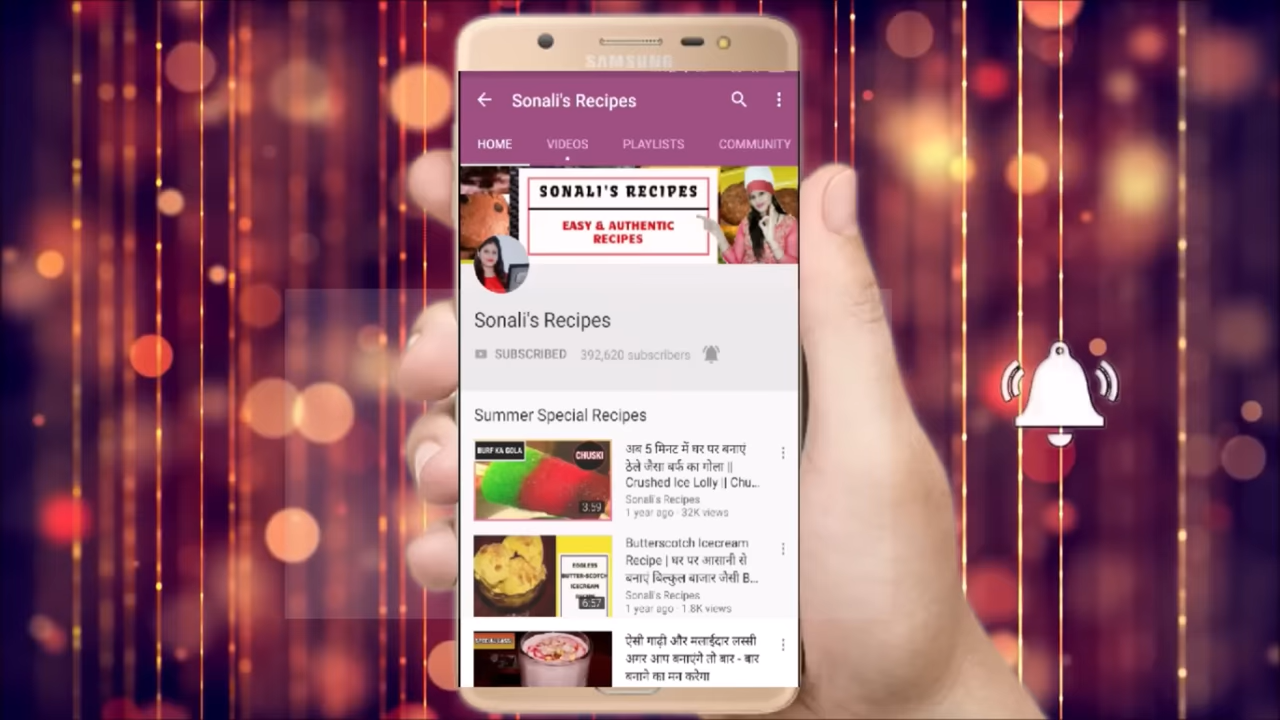 SAMSUNG
Sonali's Recipes
HOME VIDEOS PLAYLISTS COMMUNITY
SONALI'S RECIPES
EASY & AUTHENTIC
RECIPES
Sonali's Recipes
SUBSCRIBED 392,620 subscribers
Summer Special Recipes
BURF KA GOLA
CHUSKI
3:59
अब 5 मिनट में घर पर बनाएं
ठेले जैसा बर्फ का गोला ||
Crushed Ice Lolly || Chu...
Sonali's Recipes
1 year ago · 32K views
EGGLESS
BUTTER-SCOTCH
ICECREAM
6:57
Butterscotch Icecream
Recipe | घर पर आसानी से
बनाएं बिल्कुल बाजार जैसी B...
Sonali's Recipes
1 year ago · 1.8K views
ऐसी गाढ़ी और मलाईदार लस्सी
अगर आप बनाएंगे तो बार - बार
बनाने का मन करेगा